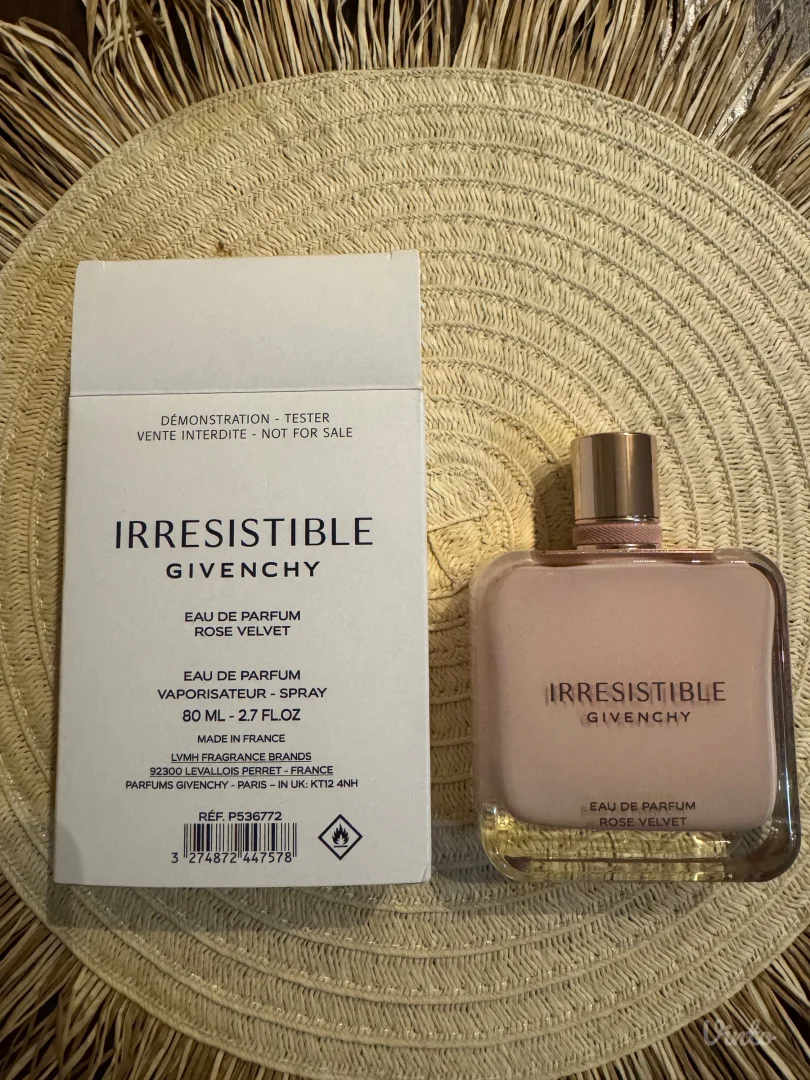 DÉMONSTRATION - TESTER
VENTE INTERDITE - NOT FOR SALE
IRRESISTIBLE
GIVENCHY
EAU DE PARFUM
ROSE VELVET
EAU DE PARFUM
VAPORISATEUR - SPRAY
80 ML - 2.7 FL.OZ
MADE IN FRANCE
LVMH FRAGRANCE BRANDS
92300 LEVALLOIS PERRET - FRANCE
PARFUMS GIVENCHY - PARIS – IN UK: KT12 4NH
RÉF. P536772
3 274872 447578
IRRESISTIBLE
GIVENCHY
EAU DE PARFUM
ROSE VELVET